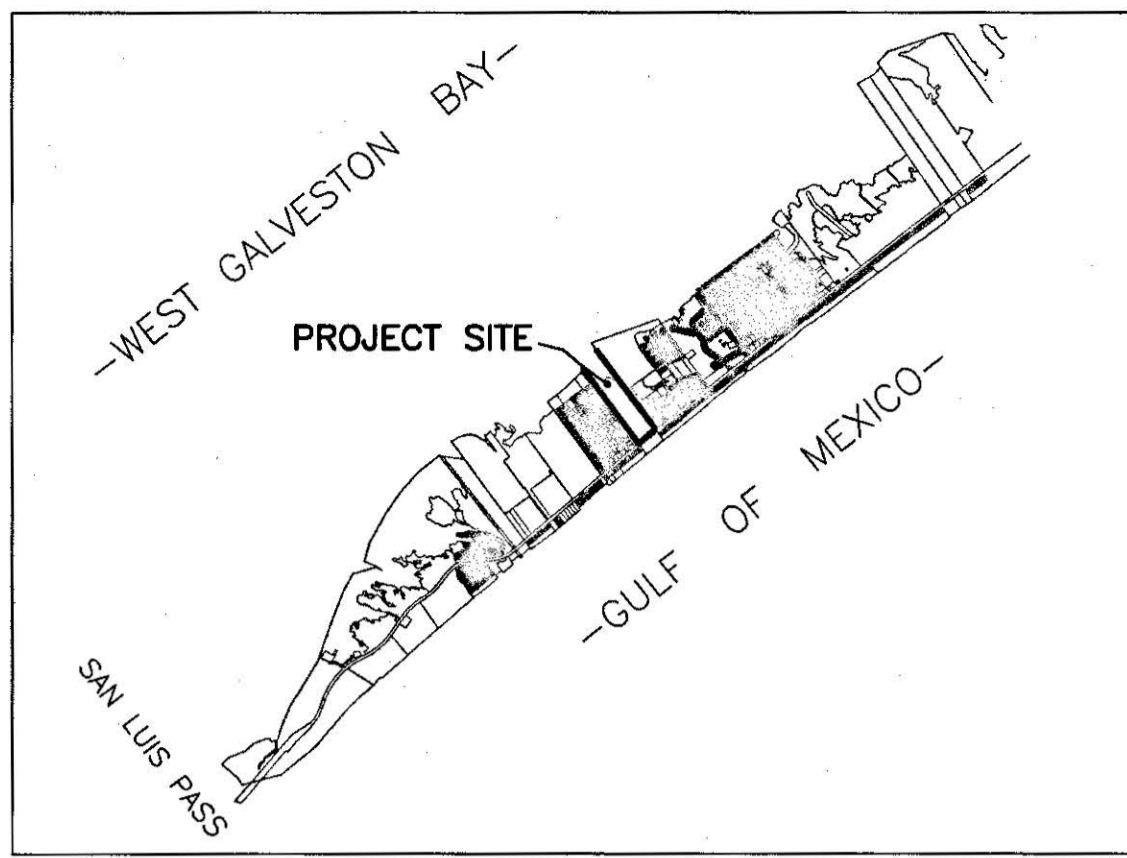 -WEST GALVESTON BAY-
PROJECT SITE
-GULF OF MEXICO-
SAN LUIS PASS